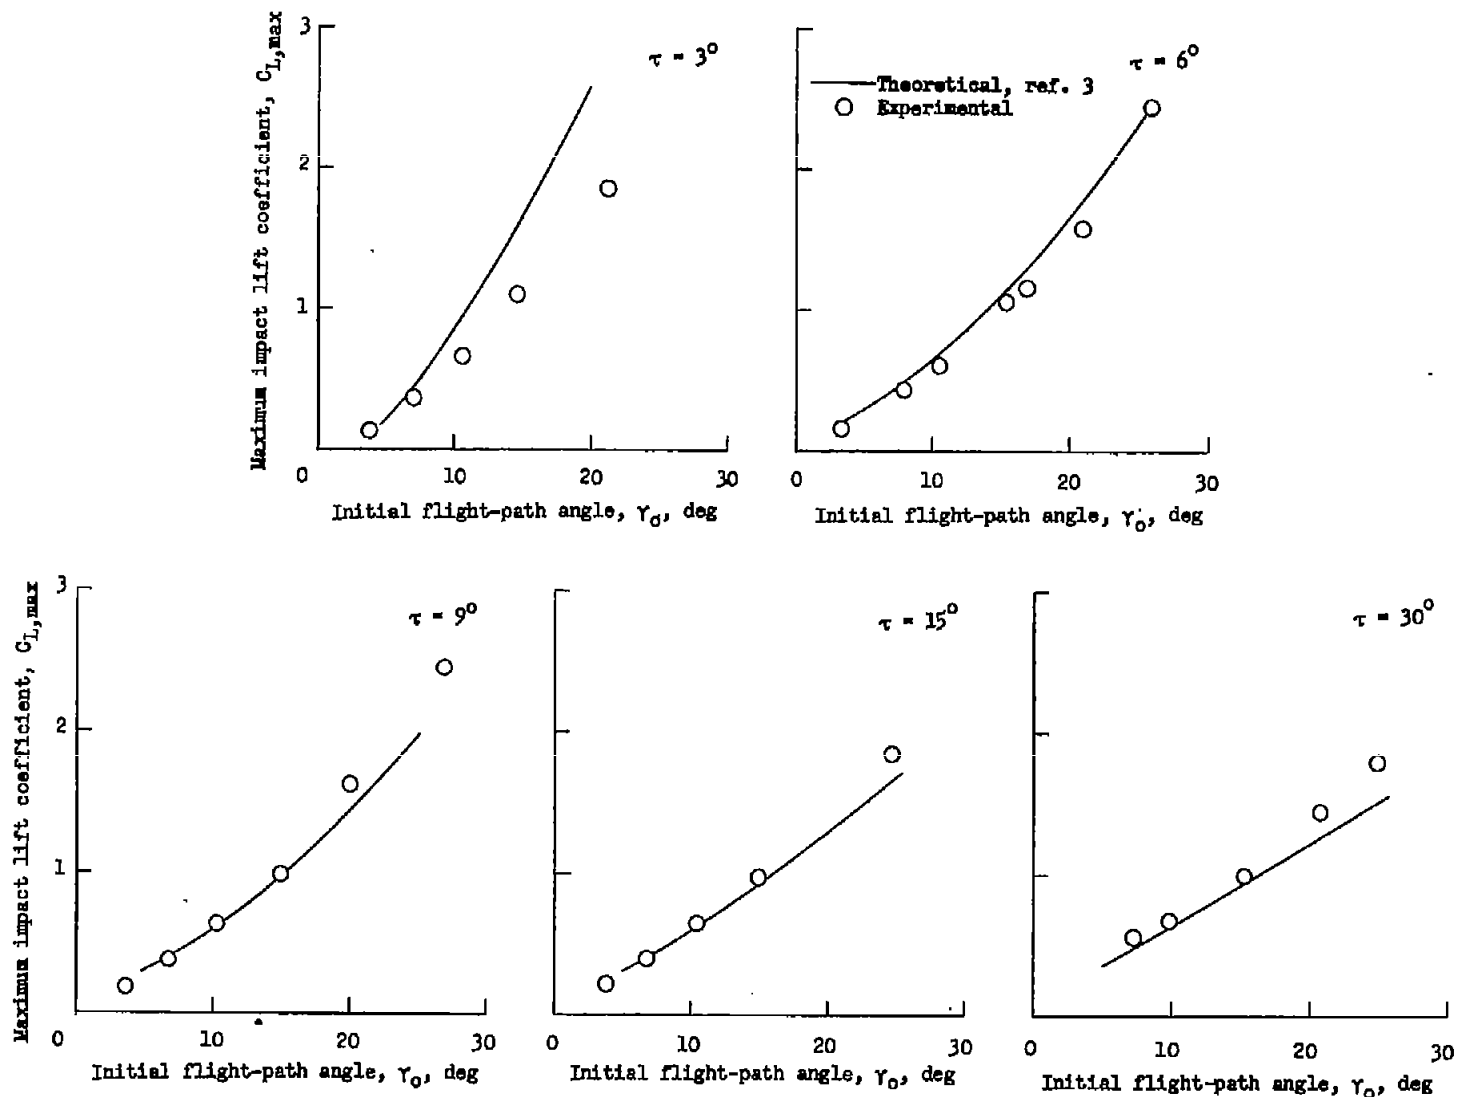 Maximum impact lift coefficient, C_L,max
3
2
1
τ = 3°
0 10 20 30
Initial flight-path angle, γ_o, deg
τ = 6°
Theoretical, ref. 3
Experimental
0 10 20 30
Initial flight-path angle, γ_o, deg
Maximum impact lift coefficient, C_L,max
3
2
1
τ = 9°
0 10 20 30
Initial flight-path angle, γ_o, deg
τ = 15°
0 10 20 30
Initial flight-path angle, γ_o, deg
τ = 30°
0 10 20 30
Initial flight-path angle, γ_o, deg